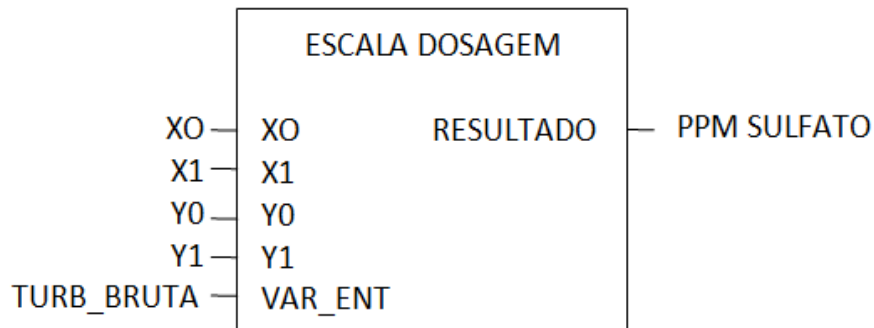 ESCALA DOSAGEM
XO XO RESULTADO PPM SULFATO
X1 X1
Y0 Y0
Y1 Y1
TURB_BRUTA VAR_ENT